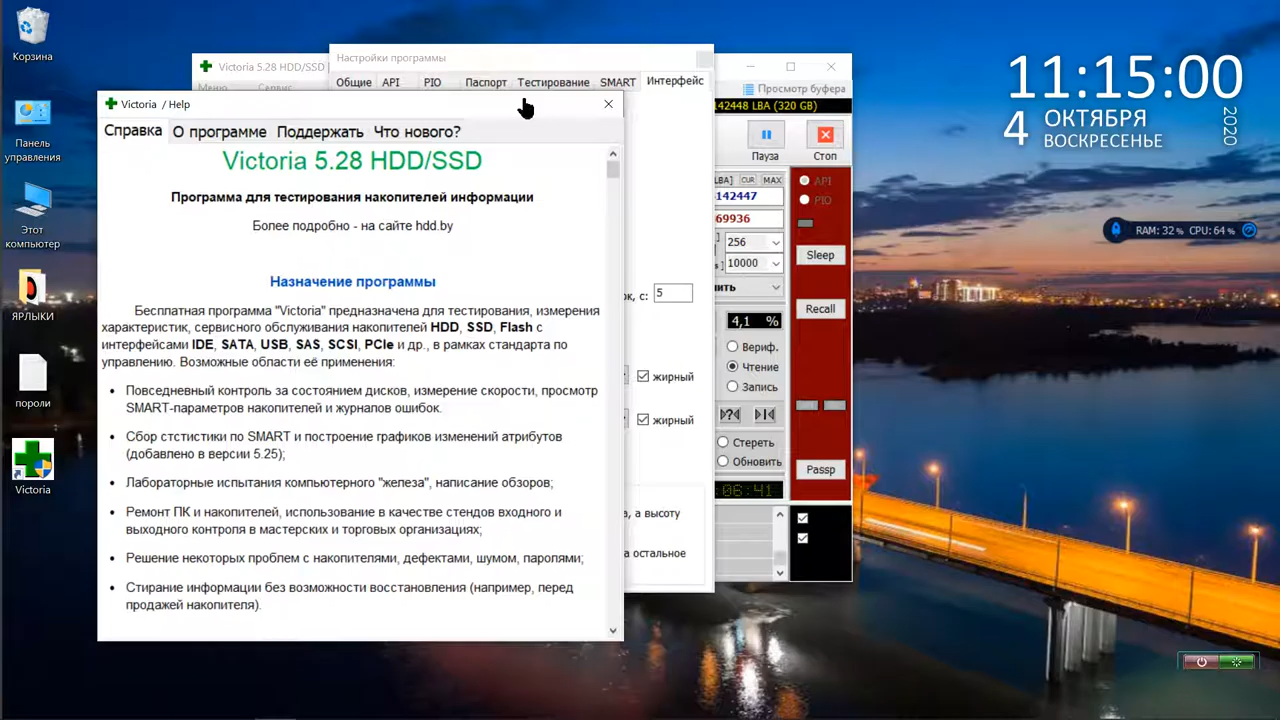 Корзина
Панель
управления
Этот
компьютер
ЯРЛЫКИ
пороли
Victoria
Victoria 5.28 HDD/SSD
Меню
Сервис
Настройки программы
Общие API PIO Паспорт Тестирование SMART Интерфейс
Victoria / Help
Справка О программе Поддержать Что нового?
Victoria 5.28 HDD/SSD
Программа для тестирования накопителей информации
Более подробно - на сайте hdd.by
Назначение программы
Бесплатная программа "Victoria" предназначена для тестирования, измерения
характеристик, сервисного обслуживания накопителей HDD, SSD, Flash с
интерфейсами IDE, SATA, USB, SAS, SCSI, PCIe и др., в рамках стандарта по
управлению. Возможные области её применения:
• Повседневный контроль за состоянием дисков, измерение скорости, просмотр
SMART-параметров накопителей и журналов ошибок.
• Сбор стстистики по SMART и построение графиков изменений атрибутов
(добавлено в версии 5.25);
• Лабораторные испытания компьютерного "железа", написание обзоров;
• Ремонт ПК и накопителей, использование в качестве стендов входного и
выходного контроля в мастерских и торговых организациях;
• Решение некоторых проблем с накопителями, дефектами, шумом, паролями;
• Стирание информации без возможности восстановления (например, перед
продажей накопителя).
ок, с: 5
жирный
жирный
а, а высоту
а остальное
Просмотр буфера
142448 LBA (320 GB)
Пауза
Стоп
LBA] CUR MAX
142447
69936
256
10000
ить
4,1 %
Вериф.
Чтение
Запись
Стереть
Обновить
:06:41
API
PIO
Sleep
Recall
Passp
11:15:00
4 ОКТЯБРЯ
ВОСКРЕСЕНЬЕ
2020
RAM: 32% CPU: 64%